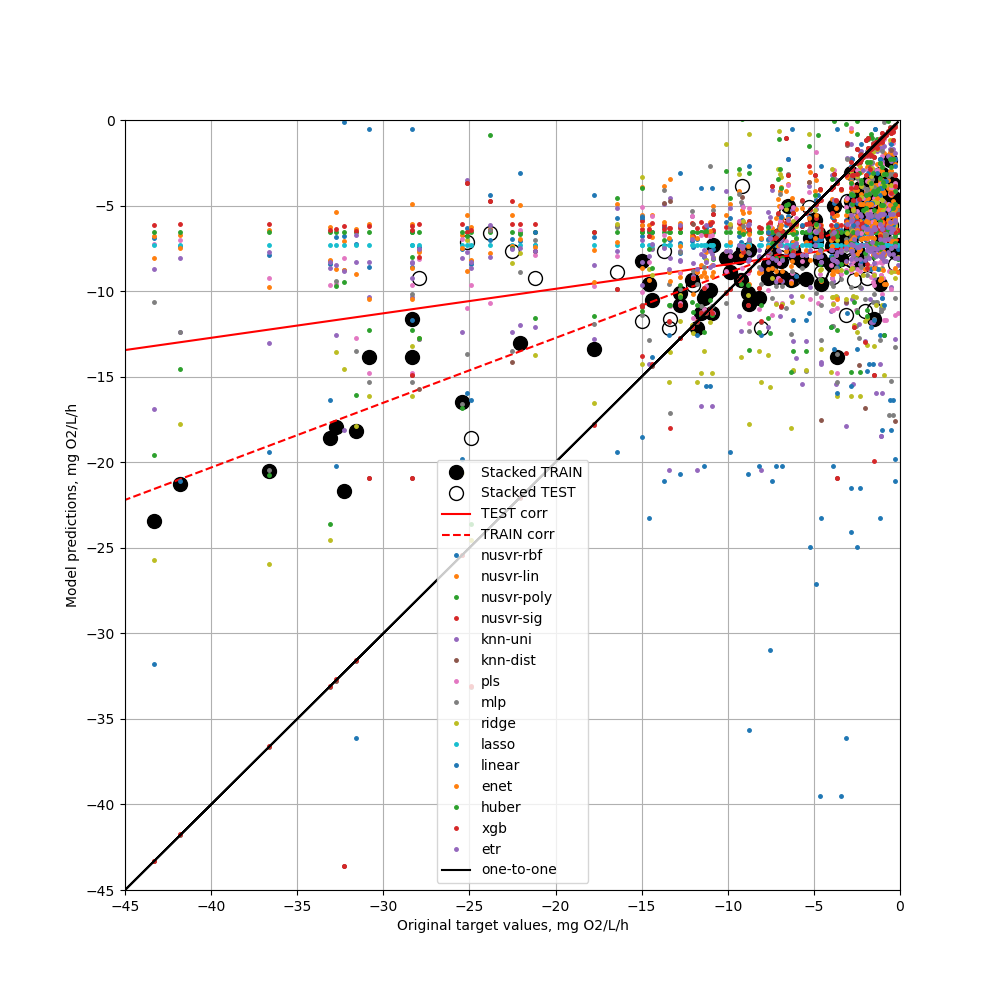 0
−5
−10
−15
−20
−25
−30
−35
−40
−45
Model predictions, mg O2/L/h
Stacked TRAIN
Stacked TEST
TEST corr
TRAIN corr
nusvr-rbf
nusvr-lin
nusvr-poly
nusvr-sig
knn-uni
knn-dist
pls
mlp
ridge
lasso
linear
enet
huber
xgb
etr
one-to-one
−45 −40 −35 −30 −25 −20 −15 −10 −5 0
Original target values, mg O2/L/h